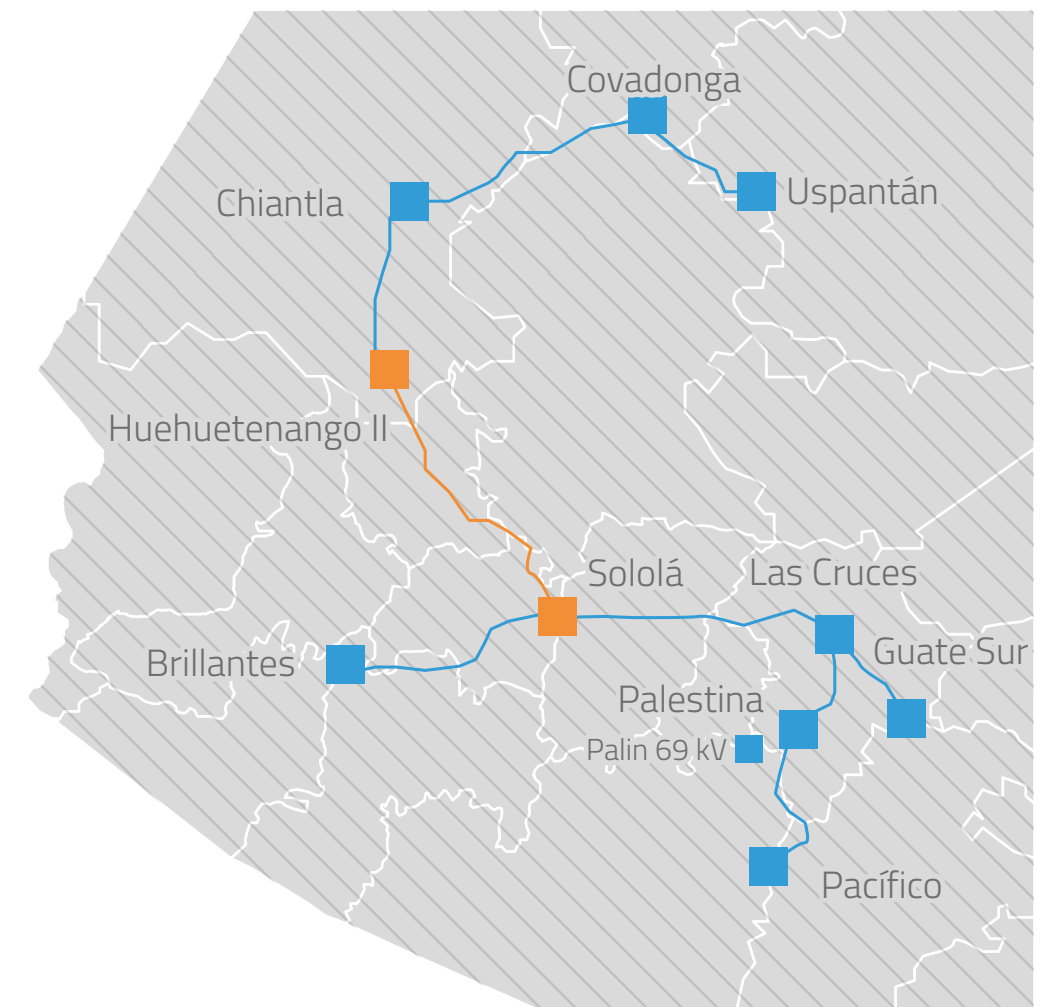 Covadonga
Uspantán
Chiantla
Huehuetenango II
Sololá
Las Cruces
Guate Sur
Brillantes
Palestina
Palin 69 kV
Pacífico